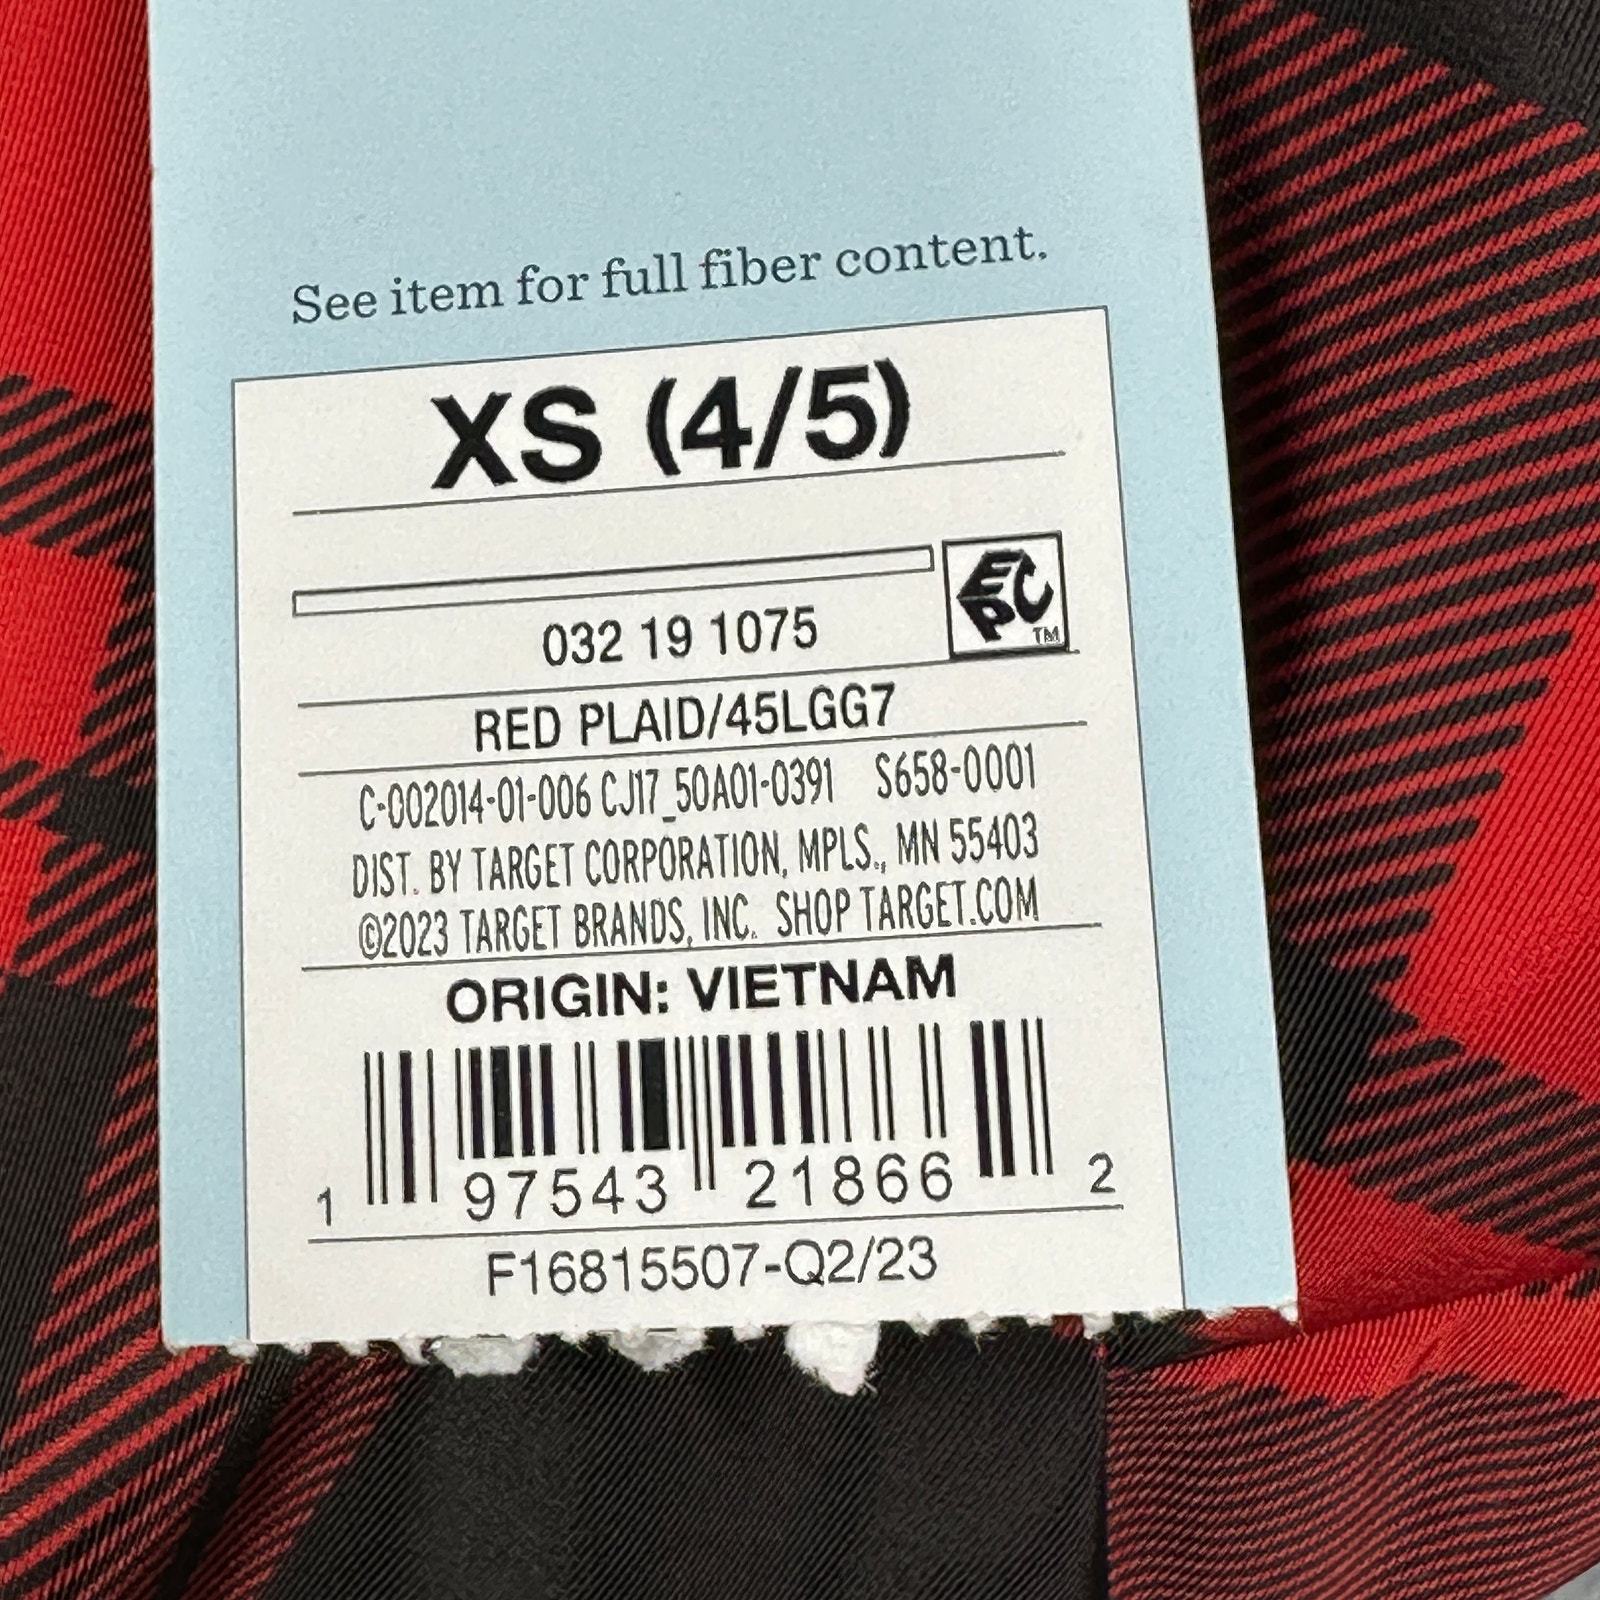 See item for full fiber content.
XS (4/5)
EPC TM
032 19 1075
RED PLAID/45LGG7
C-002014-01-006 CJ17_50A01-0391 S658-0001
DIST. BY TARGET CORPORATION, MPLS., MN 55403
©2023 TARGET BRANDS, INC. SHOP TARGET.COM
ORIGIN: VIETNAM
1 97543 21866 2
F16815507-Q2/23